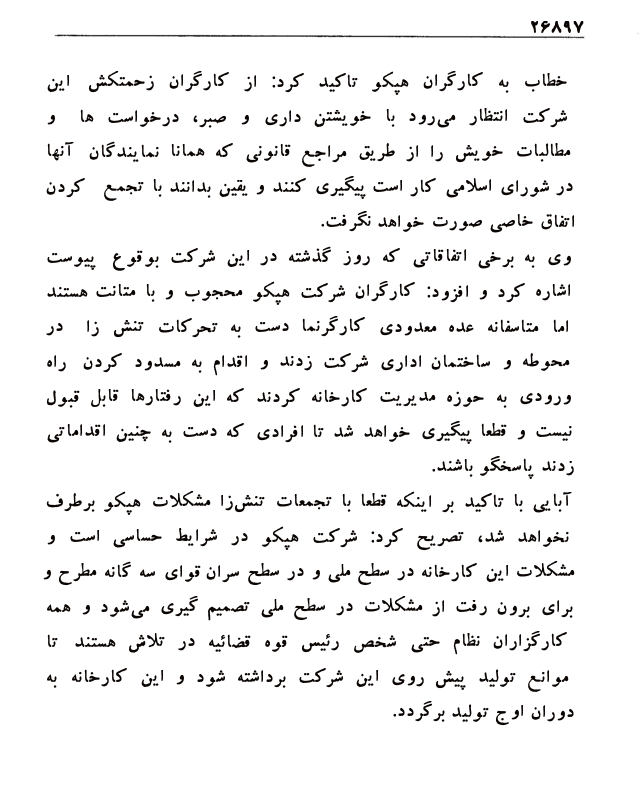 ۲۶۸۹۷
خطاب به کارگران هپکو تاکید کرد: از کارگران زحمتکش این
شرکت انتظار می‌رود با خویشتن داری و صبر، درخواست ها و
مطالبات خویش را از طریق مراجع قانونی که همانا نمایندگان آنها
در شورای اسلامی کار است پیگیری کنند و یقین بدانند با تجمع کردن
اتفاق خاصی صورت خواهد نگرفت.
وی به برخی اتفاقاتی که روز گذشته در این شرکت بوقوع پیوست
اشاره کرد و افزود: کارگران شرکت هپکو محجوب و با متانت هستند
اما متاسفانه عده معدودی کارگرنما دست به تحرکات تنش زا در
محوطه و ساختمان اداری شرکت زدند و اقدام به مسدود کردن راه
ورودی به حوزه مدیریت کارخانه کردند که این رفتارها قابل قبول
نیست و قطعا پیگیری خواهد شد تا افرادی که دست به چنین اقداماتی
زدند پاسخگو باشند.
آبایی با تاکید بر اینکه قطعا با تجمعات تنش‌زا مشکلات هپکو برطرف
نخواهد شد، تصریح کرد: شرکت هپکو در شرایط حساسی است و
مشکلات این کارخانه در سطح ملی و در سطح سران قوای سه گانه مطرح و
برای برون رفت از مشکلات در سطح ملی تصمیم گیری می‌شود و همه
کارگزاران نظام حتی شخص رئیس قوه قضائیه در تلاش هستند تا
موانع تولید پیش روی این شرکت برداشته شود و این کارخانه به
دوران اوج تولید برگردد.